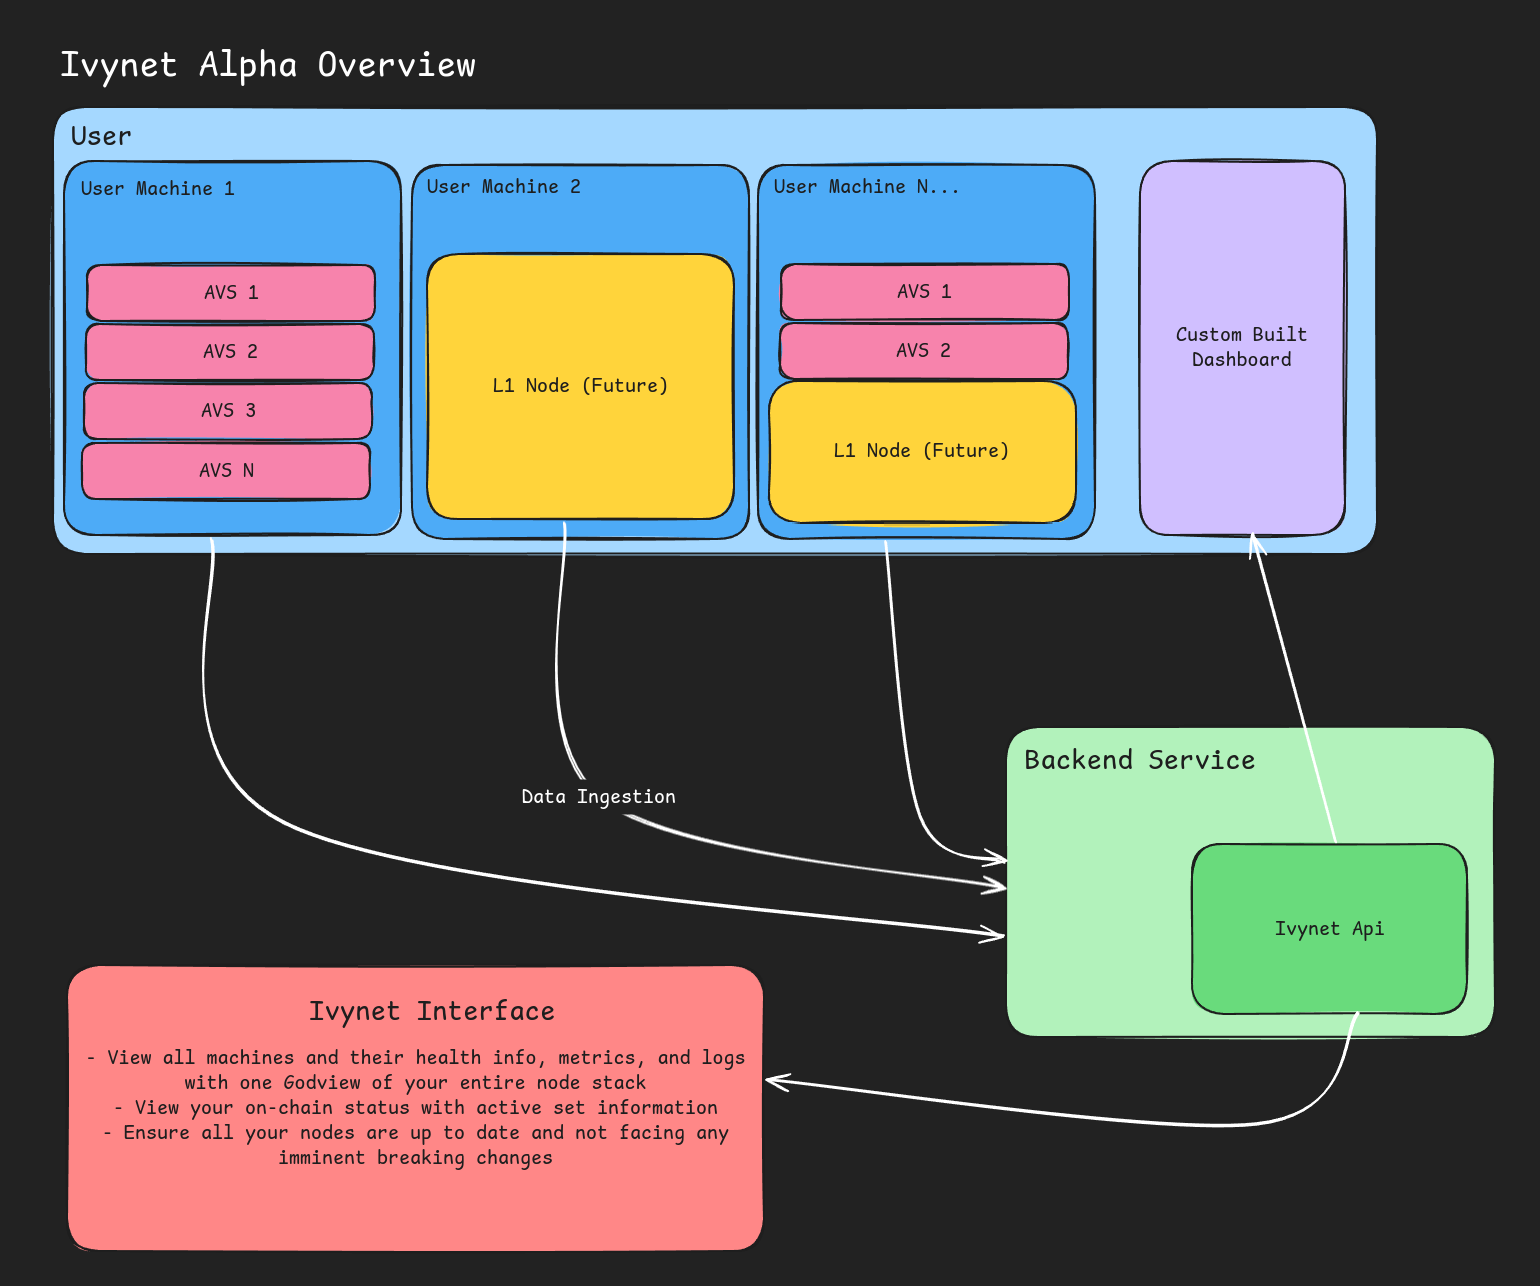 Ivynet Alpha Overview
User
User Machine 1
AVS 1
AVS 2
AVS 3
AVS N
User Machine 2
L1 Node (Future)
User Machine N...
AVS 1
AVS 2
L1 Node (Future)
Custom Built
Dashboard
Data Ingestion
Backend Service
Ivynet Api
Ivynet Interface
- View all machines and their health info, metrics, and logs
with one Godview of your entire node stack
- View your on-chain status with active set information
- Ensure all your nodes are up to date and not facing any
imminent breaking changes